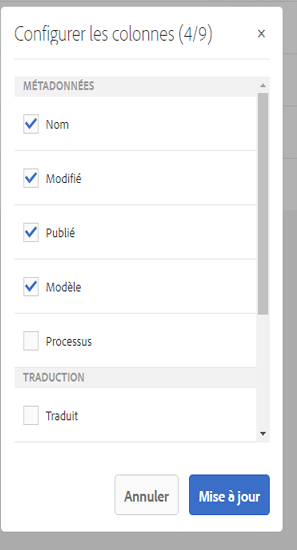 Configurer les colonnes (4/9) ×
MÉTADONNÉES
Nom
Modifié
Publié
Modèle
Processus
TRADUCTION
Traduit
Annuler
Mise à jour